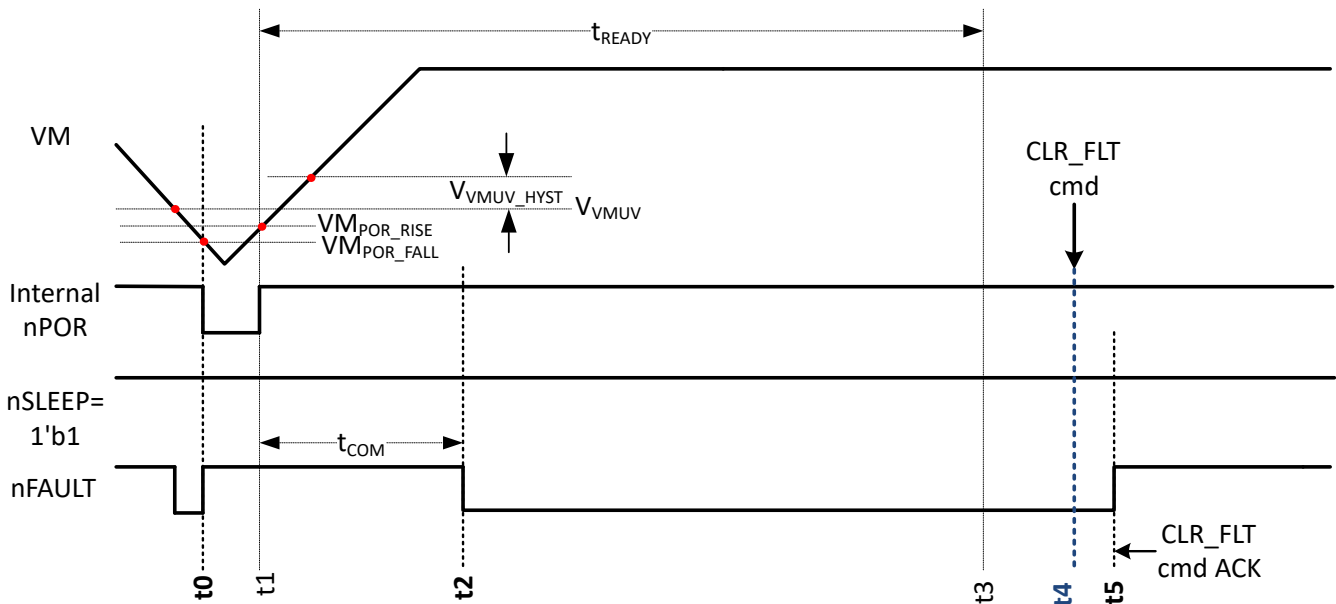 tREADY
VM
CLR_FLT
cmd
VVMUV_HYST
VVMUV
VMPOR_RISE
VMPOR_FALL
Internal
nPOR
nSLEEP=
1'b1
tCOM
nFAULT
CLR_FLT
cmd ACK
t0
t1
t2
t3
t4
t5